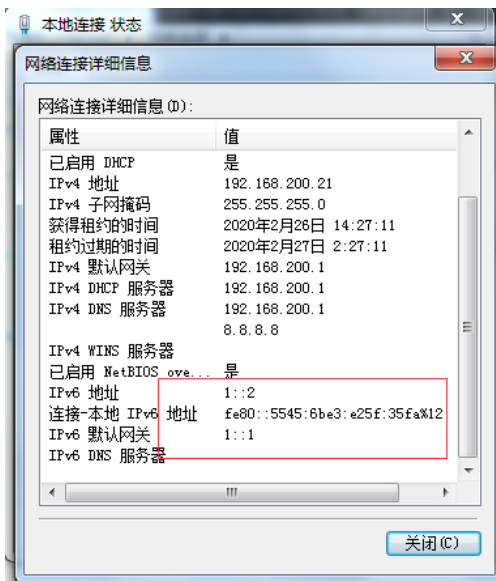 本地连接 状态
网络连接详细信息
网络连接详细信息(D):
属性 值
已启用 DHCP 是
IPv4 地址 192.168.200.21
IPv4 子网掩码 255.255.255.0
获得租约的时间 2020年2月26日 14:27:11
租约过期的时间 2020年2月27日 2:27:11
IPv4 默认网关 192.168.200.1
IPv4 DHCP 服务器 192.168.200.1
IPv4 DNS 服务器 192.168.200.1
8.8.8.8
IPv4 WINS 服务器
已启用 NetBIOS ove... 是
IPv6 地址 1::2
连接-本地 IPv6 地址 fe80::5545:6be3:e25f:35fa%12
IPv6 默认网关 1::1
IPv6 DNS 服务器
关闭(C)